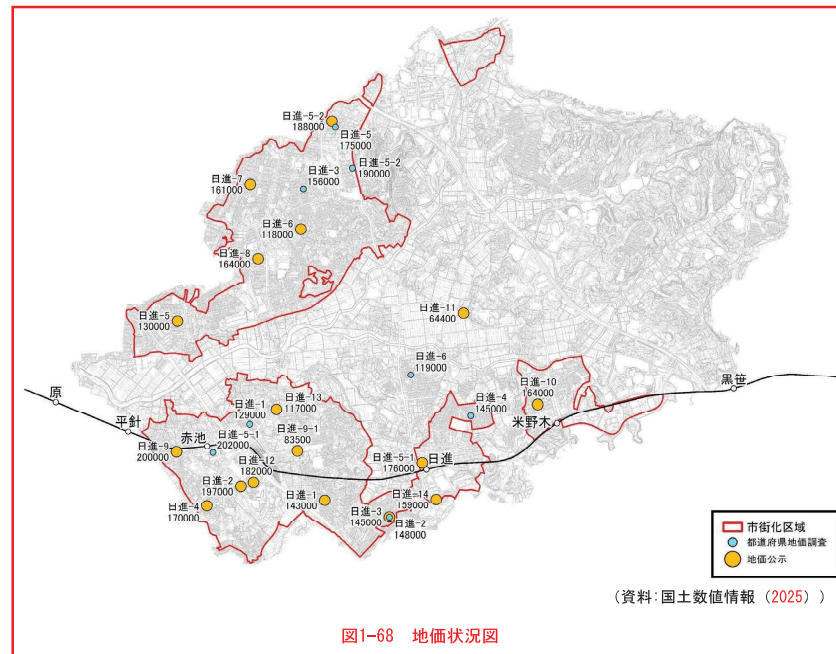 日進-5-2
188000
日進-5
175000
日進-5-2
190000
日進-3
156000
日進-7
161000
日進-6
118000
日進-8
164000
日進-5
130000
日進-11
64400
日進-6
119000
日進-10
164000
日進-4
145000
日進-13
117000
日進-1
129000
日進-9-1
83500
日進-5-1
202000
日進-9
200000
日進-12
182000
日進-2
197000
日進-4
170000
日進-1
143000
日進-5-1
176000
日進-14
159000
日進-3
145000
日進-2
148000
原
平針
赤池
日進
米野木
黒笹
市街化区域
都道府県地価調査
地価公示
（資料:国土数値情報（2025））
図1-68 地価状況図